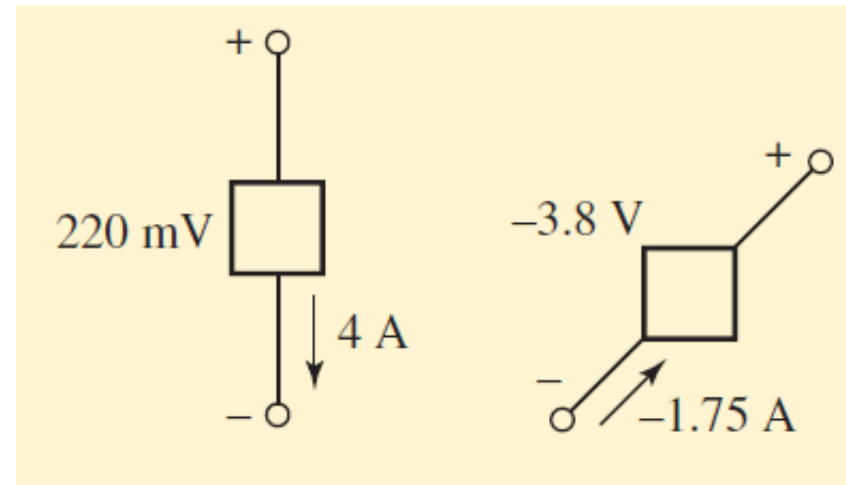 +
220 mV
4 A
–
+
–3.8 V
–
–1.75 A